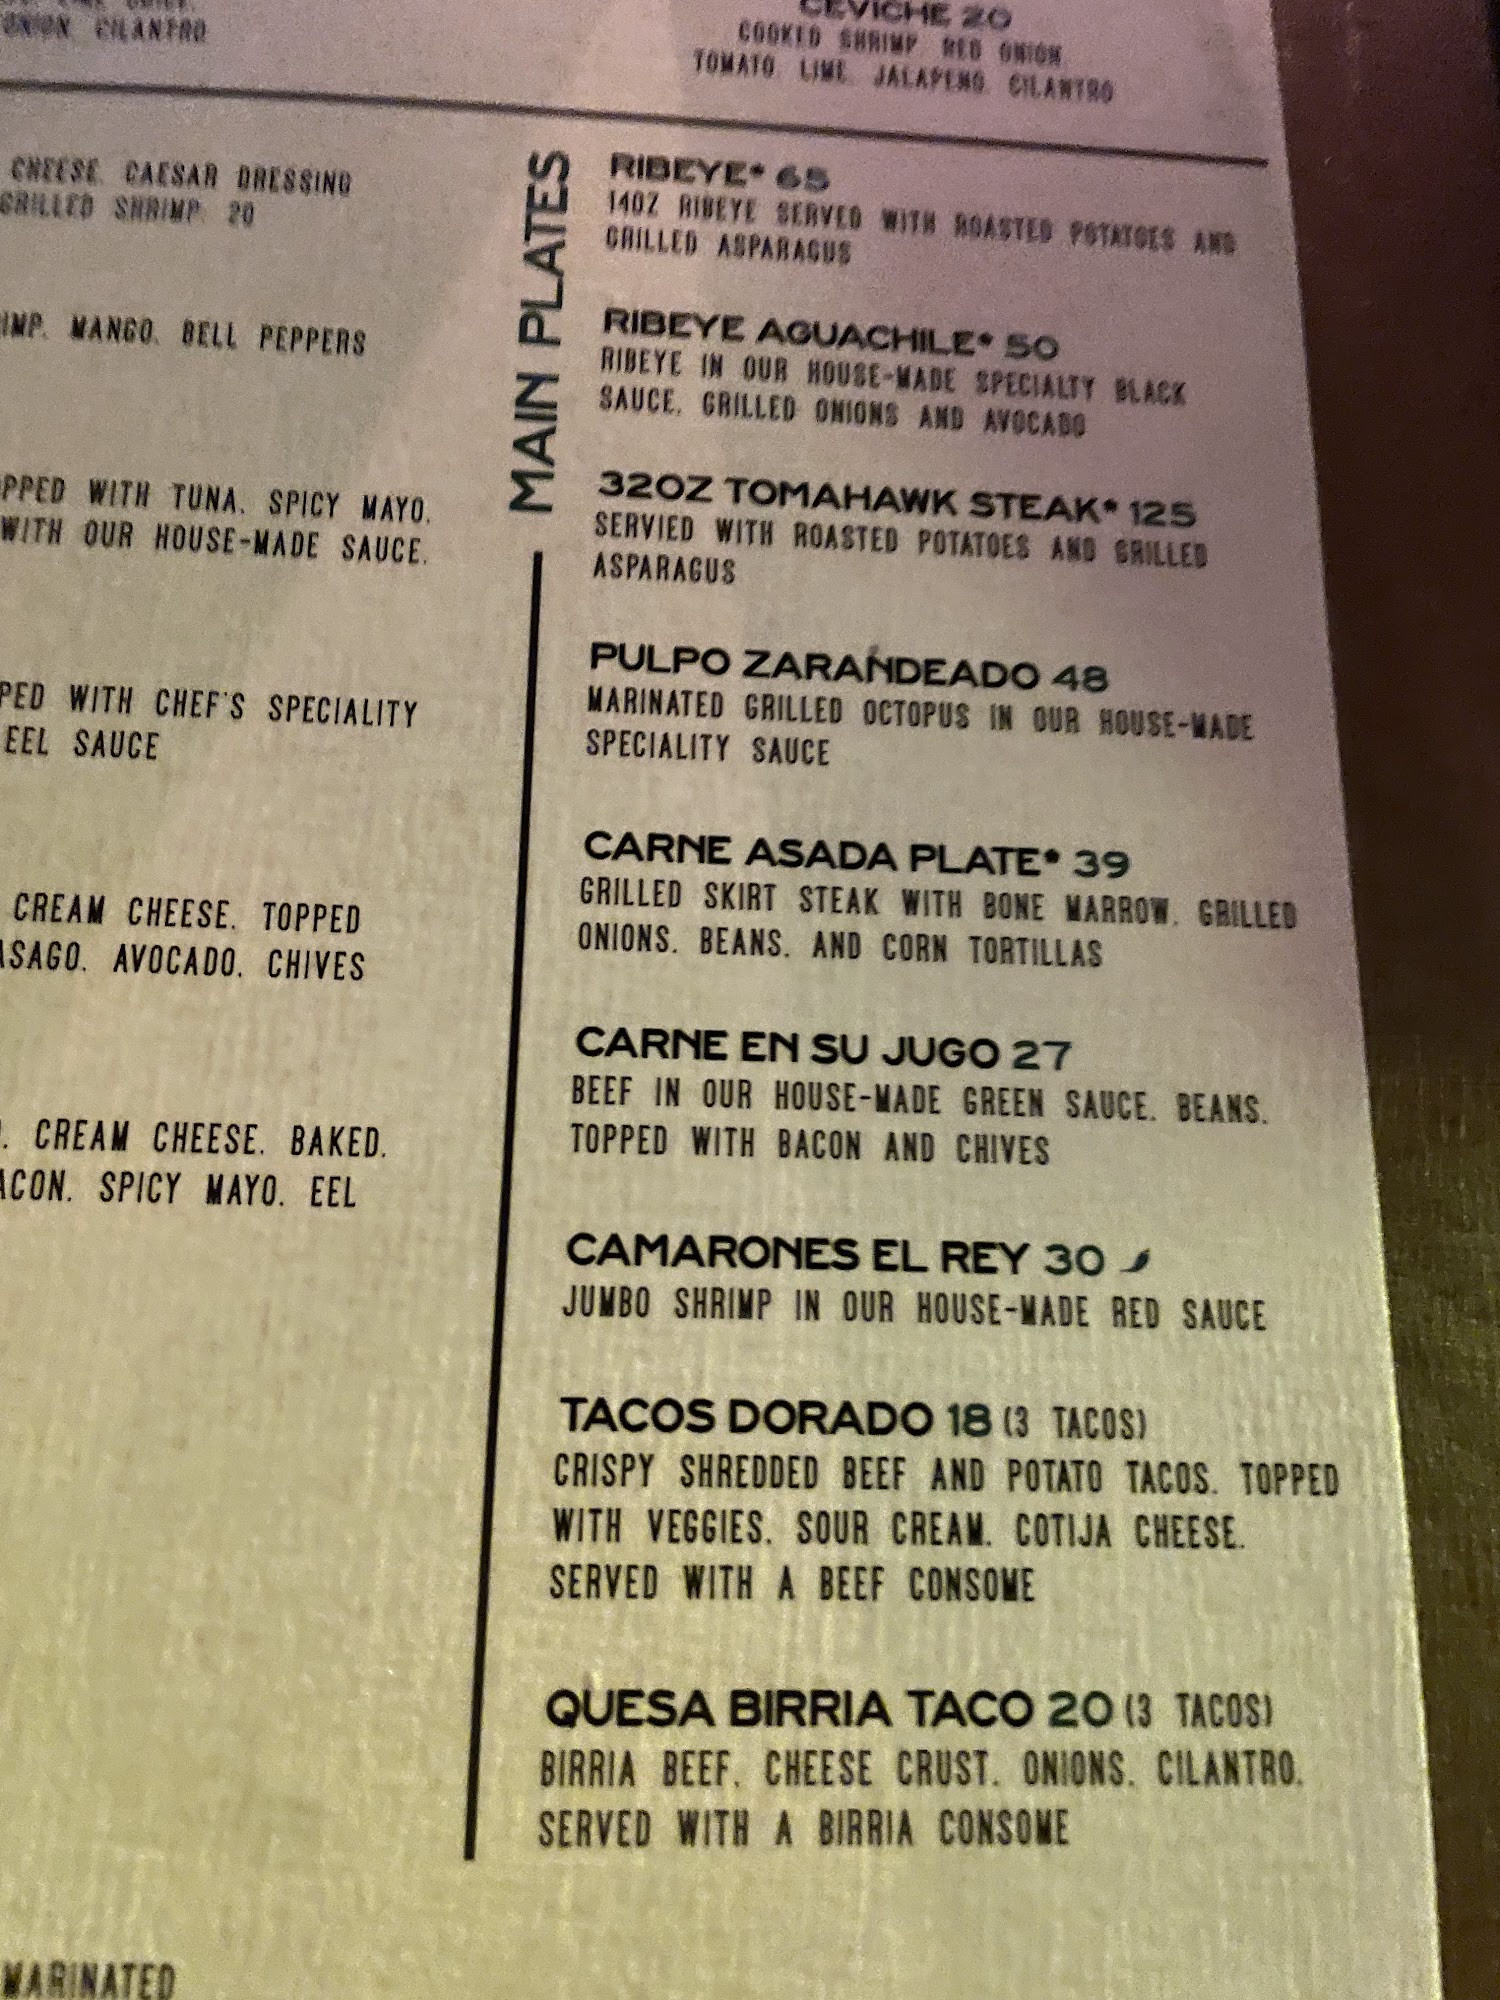 ONION. CILANTRO
CEVICHE 20
COOKED SHRIMP. RED ONION.
TOMATO. LIME. JALAPENO. CILANTRO
CHEESE. CAESAR DRESSING
GRILLED SHRIMP. 20
MANGO. BELL PEPPERS
WITH TUNA. SPICY MAYO.
WITH OUR HOUSE-MADE SAUCE.
WITH CHEF'S SPECIALITY
EEL SAUCE
CREAM CHEESE. TOPPED
AVOCADO. CHIVES
CREAM CHEESE. BAKED.
SPICY MAYO. EEL
MARINATED
MAIN PLATES
RIBEYE* 65
14OZ RIBEYE SERVED WITH ROASTED POTATOES AND
GRILLED ASPARAGUS
RIBEYE AGUACHILE* 50
RIBEYE IN OUR HOUSE-MADE SPECIALTY BLACK
SAUCE. GRILLED ONIONS AND AVOCADO
32OZ TOMAHAWK STEAK* 125
SERVIED WITH ROASTED POTATOES AND GRILLED
ASPARAGUS
PULPO ZARANDEADO 48
MARINATED GRILLED OCTOPUS IN OUR HOUSE-MADE
SPECIALITY SAUCE
CARNE ASADA PLATE* 39
GRILLED SKIRT STEAK WITH BONE MARROW. GRILLED
ONIONS. BEANS. AND CORN TORTILLAS
CARNE EN SU JUGO 27
BEEF IN OUR HOUSE-MADE GREEN SAUCE. BEANS.
TOPPED WITH BACON AND CHIVES
CAMARONES EL REY 30
JUMBO SHRIMP IN OUR HOUSE-MADE RED SAUCE
TACOS DORADO 18 (3 TACOS)
CRISPY SHREDDED BEEF AND POTATO TACOS. TOPPED
WITH VEGGIES. SOUR CREAM. COTIJA CHEESE.
SERVED WITH A BEEF CONSOME
QUESA BIRRIA TACO 20 (3 TACOS)
BIRRIA BEEF. CHEESE CRUST. ONIONS. CILANTRO.
SERVED WITH A BIRRIA CONSOME